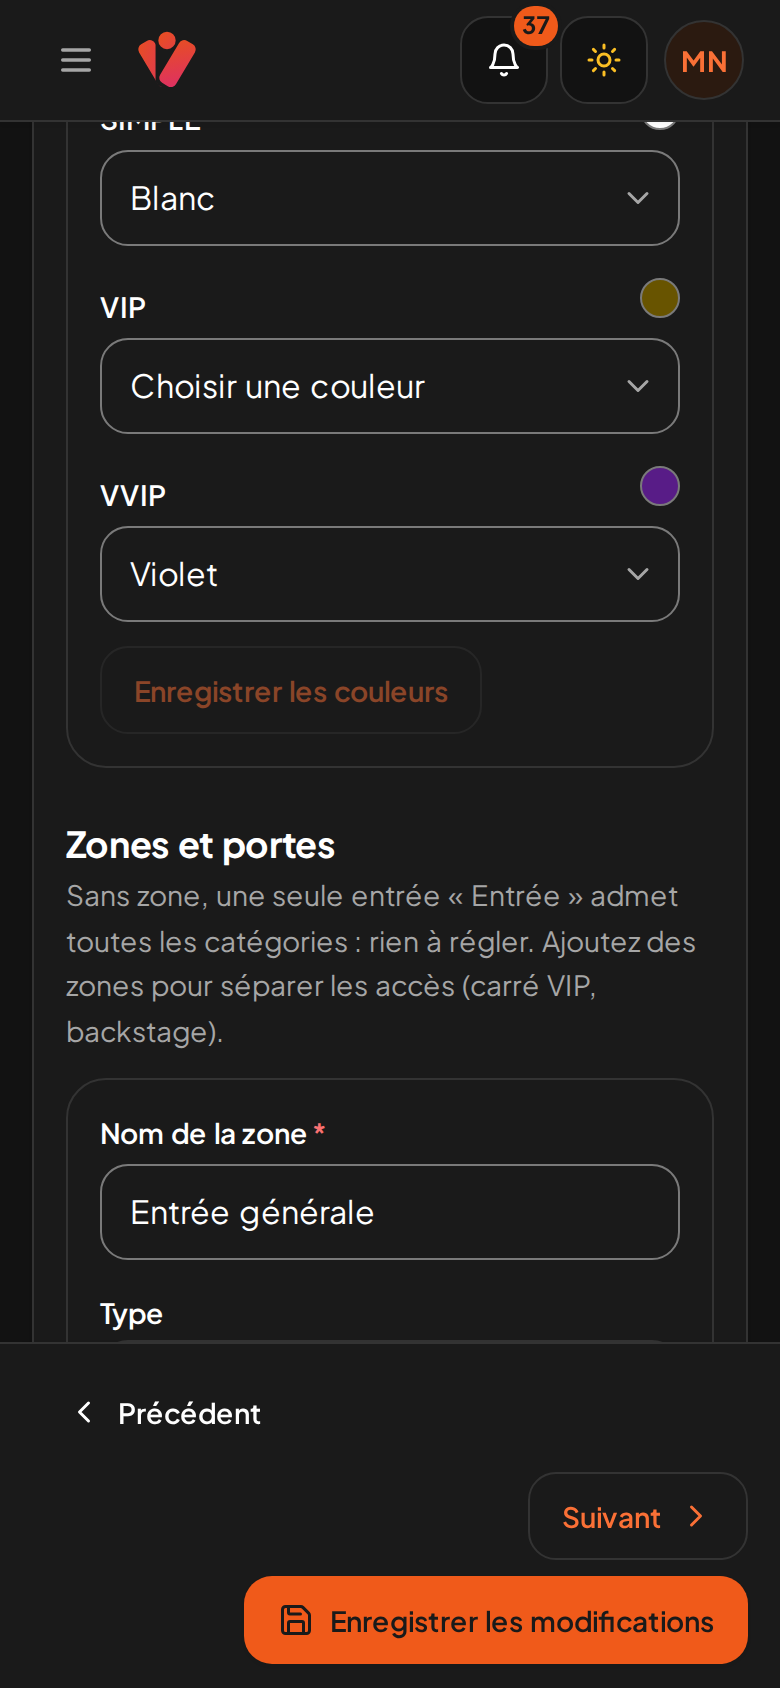 37
MN
SIMPLE
Blanc
VIP
Choisir une couleur
VVIP
Violet
Enregistrer les couleurs
Zones et portes
Sans zone, une seule entrée « Entrée » admet
toutes les catégories : rien à régler. Ajoutez des
zones pour séparer les accès (carré VIP,
backstage).
Nom de la zone *
Entrée générale
Type
Précédent
Suivant
Enregistrer les modifications